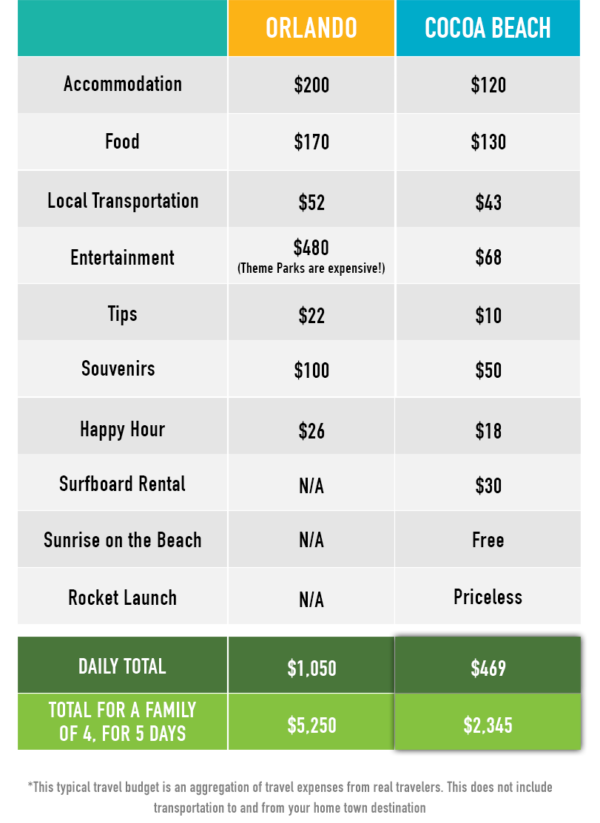 ORLANDO COCOA BEACH
Accommodation $200 $120
Food $170 $130
Local Transportation $52 $43
Entertainment $480 $68
(Theme Parks are expensive!)
Tips $22 $10
Souvenirs $100 $50
Happy Hour $26 $18
Surfboard Rental N/A $30
Sunrise on the Beach N/A Free
Rocket Launch N/A Priceless
DAILY TOTAL $1,050 $469
TOTAL FOR A FAMILY
OF 4, FOR 5 DAYS $5,250 $2,345
*This typical travel budget is an aggregation of travel expenses from real travelers. This does not include
transportation to and from your home town destination